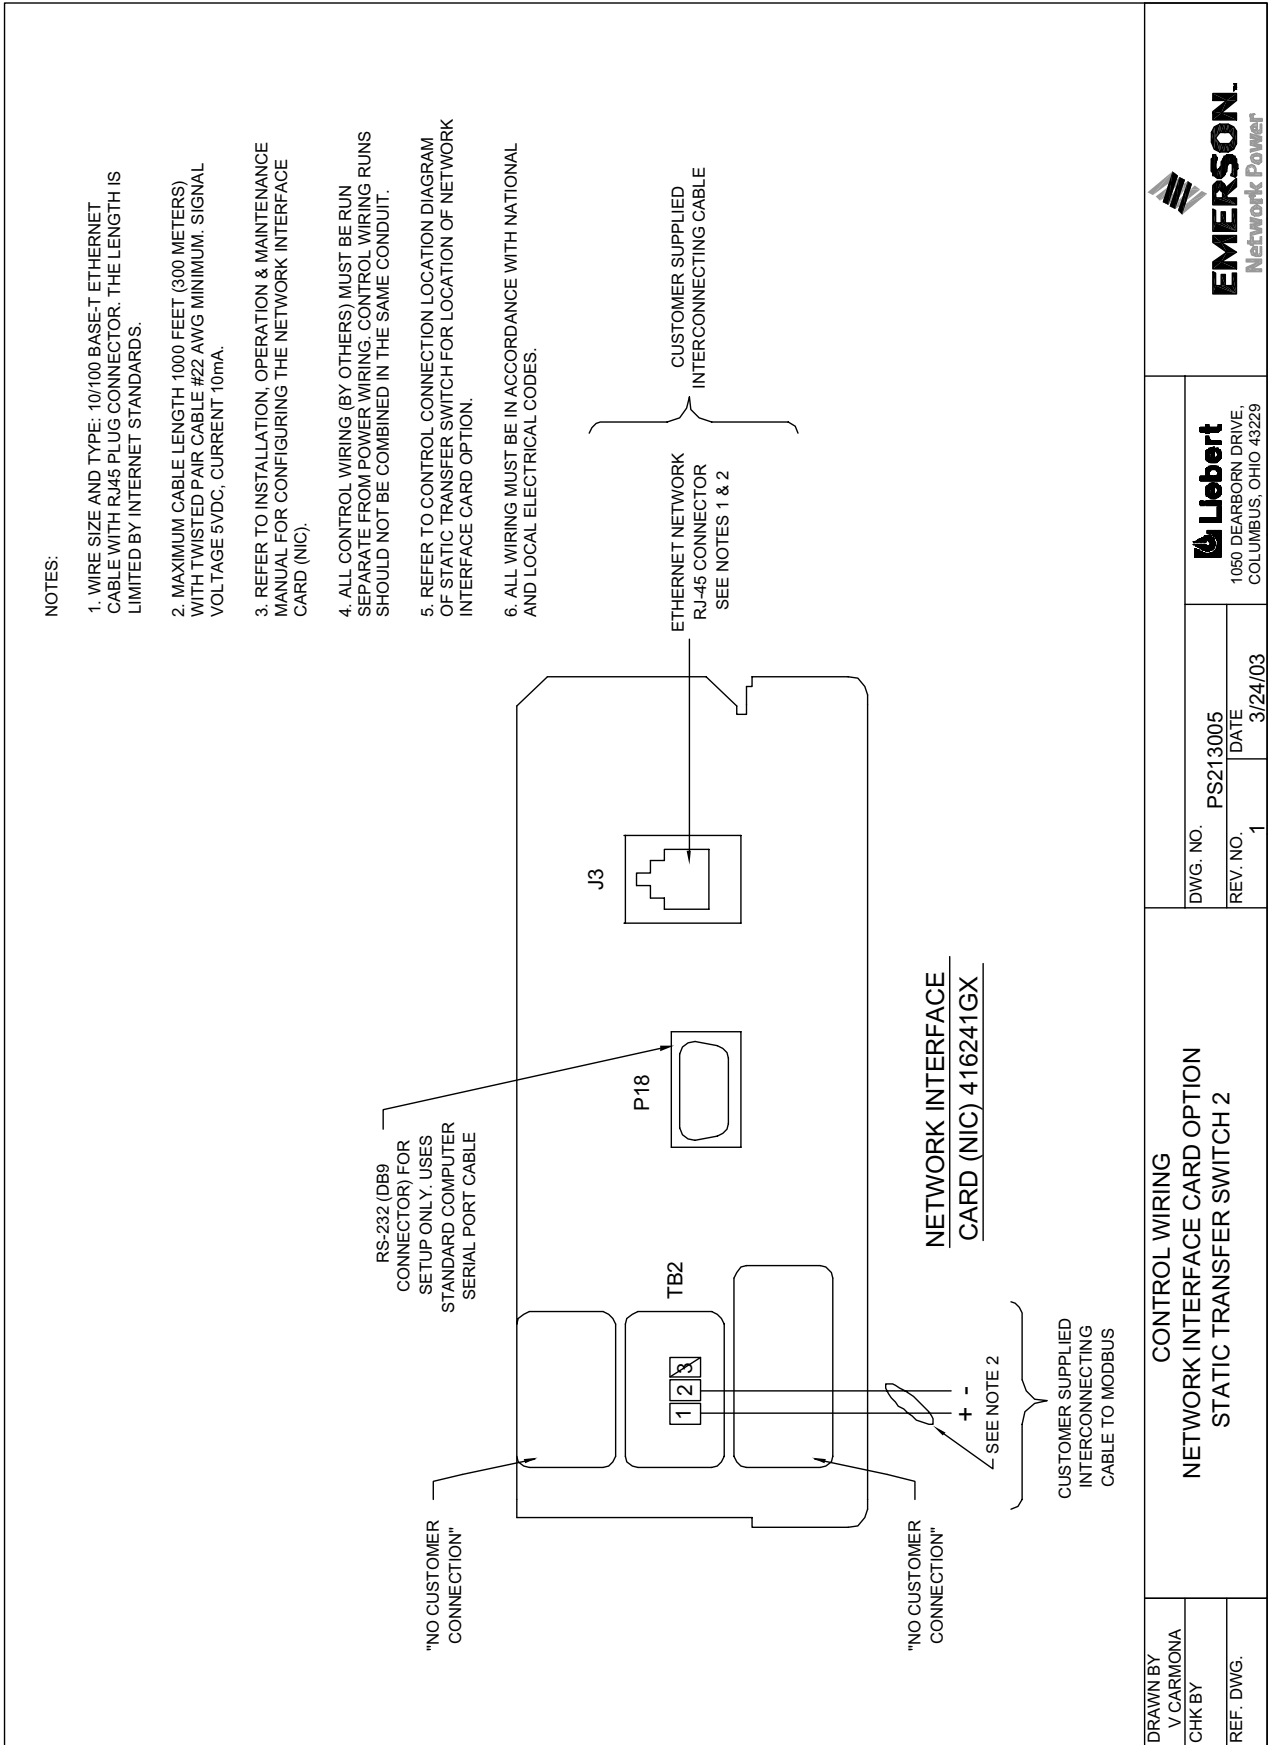 NOTES:
1. WIRE SIZE AND TYPE: 10/100 BASE-T ETHERNET
CABLE WITH RJ45 PLUG CONNECTOR. THE LENGTH IS
LIMITED BY INTERNET STANDARDS.
2. MAXIMUM CABLE LENGTH 1000 FEET (300 METERS)
WITH TWISTED PAIR CABLE #22 AWG MINIMUM. SIGNAL
VOLTAGE 5VDC, CURRENT 10mA.
3. REFER TO INSTALLATION, OPERATION & MAINTENANCE
MANUAL FOR CONFIGURING THE NETWORK INTERFACE
CARD (NIC).
4. ALL CONTROL WIRING (BY OTHERS) MUST BE RUN
SEPARATE FROM POWER WIRING. CONTROL WIRING RUNS
SHOULD NOT BE COMBINED IN THE SAME CONDUIT.
5. REFER TO CONTROL CONNECTION LOCATION DIAGRAM
OF STATIC TRANSFER SWITCH FOR LOCATION OF NETWORK
INTERFACE CARD OPTION.
6. ALL WIRING MUST BE IN ACCORDANCE WITH NATIONAL
AND LOCAL ELECTRICAL CODES.
RS-232 (DB9
CONNECTOR) FOR
SETUP ONLY. USES
STANDARD COMPUTER
SERIAL PORT CABLE
"NO CUSTOMER
CONNECTION"
TB2
1 2 3
P18
J3
ETHERNET NETWORK
RJ-45 CONNECTOR
SEE NOTES 1 & 2
CUSTOMER SUPPLIED
INTERCONNECTING CABLE
"NO CUSTOMER
CONNECTION"
+ -
SEE NOTE 2
CUSTOMER SUPPLIED
INTERCONNECTING
CABLE TO MODBUS
NETWORK INTERFACE
CARD (NIC) 416241GX
DRAWN BY
V CARMONA
CHK BY
REF. DWG.
CONTROL WIRING
NETWORK INTERFACE CARD OPTION
STATIC TRANSFER SWITCH 2
DWG. NO.
PS213005
REV. NO.
1
DATE
3/24/03
Liebert
1050 DEARBORN DRIVE,
COLUMBUS, OHIO 43229
EMERSON™
Network Power